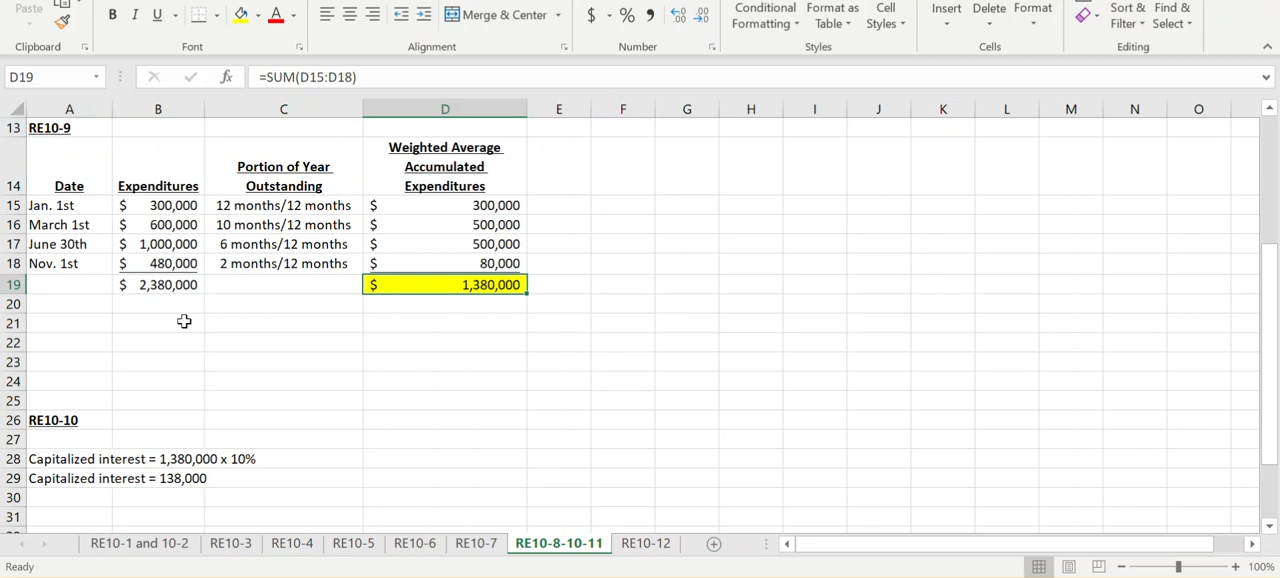 Paste
B I U A
Merge & Center
$ % 9
Conditional Formatting
Format as Table
Cell Styles
Insert Delete Format
Sort & Filter
Find & Select
Clipboard Font Alignment Number Styles Cells Editing
D19 fx =SUM(D15:D18)
A B C D E F G H I J K L M N O
13 RE10-9
14 Date Expenditures Portion of Year Outstanding Weighted Average Accumulated Expenditures
15 Jan. 1st $ 300,000 12 months/12 months $ 300,000
16 March 1st $ 600,000 10 months/12 months $ 500,000
17 June 30th $ 1,000,000 6 months/12 months $ 500,000
18 Nov. 1st $ 480,000 2 months/12 months $ 80,000
19 $ 2,380,000 $ 1,380,000
20
21
22
23
24
25
26 RE10-10
27
28 Capitalized interest = 1,380,000 x 10%
29 Capitalized interest = 138,000
30
31
RE10-1 and 10-2 RE10-3 RE10-4 RE10-5 RE10-6 RE10-7 RE10-8-10-11 RE10-12
Ready 100%